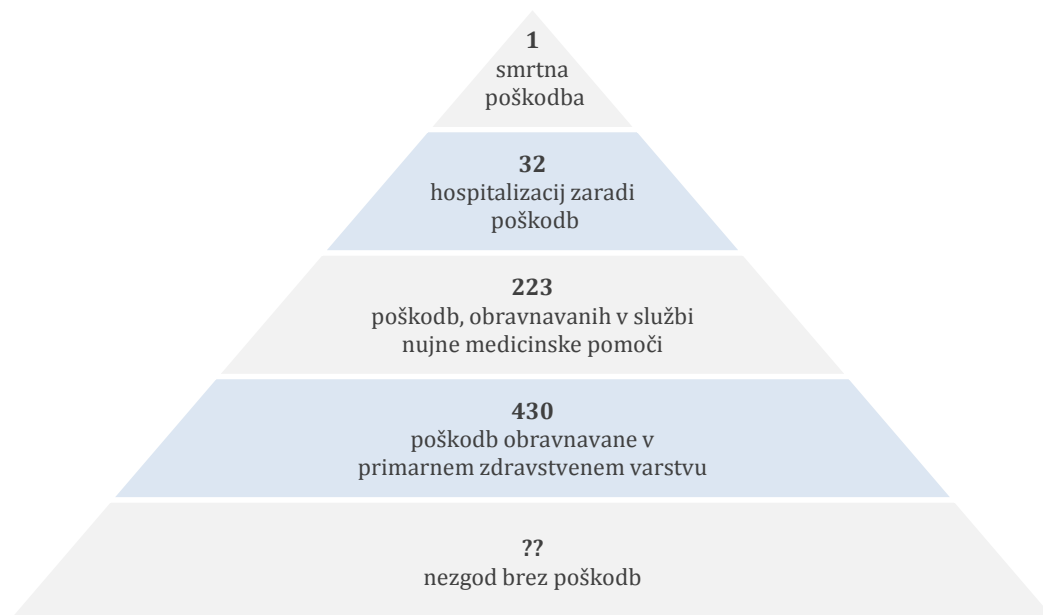 1
smrtna
poškodba
32
hospitalizacij zaradi
poškodb
223
poškodb, obravnavanih v službi
nujne medicinske pomoči
430
poškodb obravnavane v
primarnem zdravstvenem varstvu
??
nezgod brez poškodb